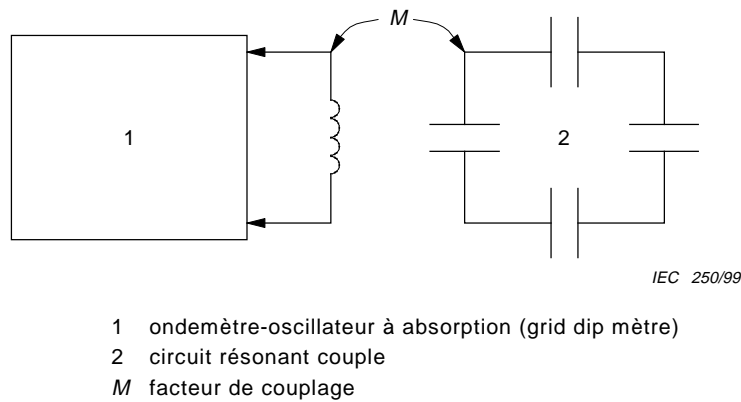 M
1
2
IEC 250/99
1 ondemètre-oscillateur à absorption (grid dip mètre)
2 circuit résonant couple
M facteur de couplage